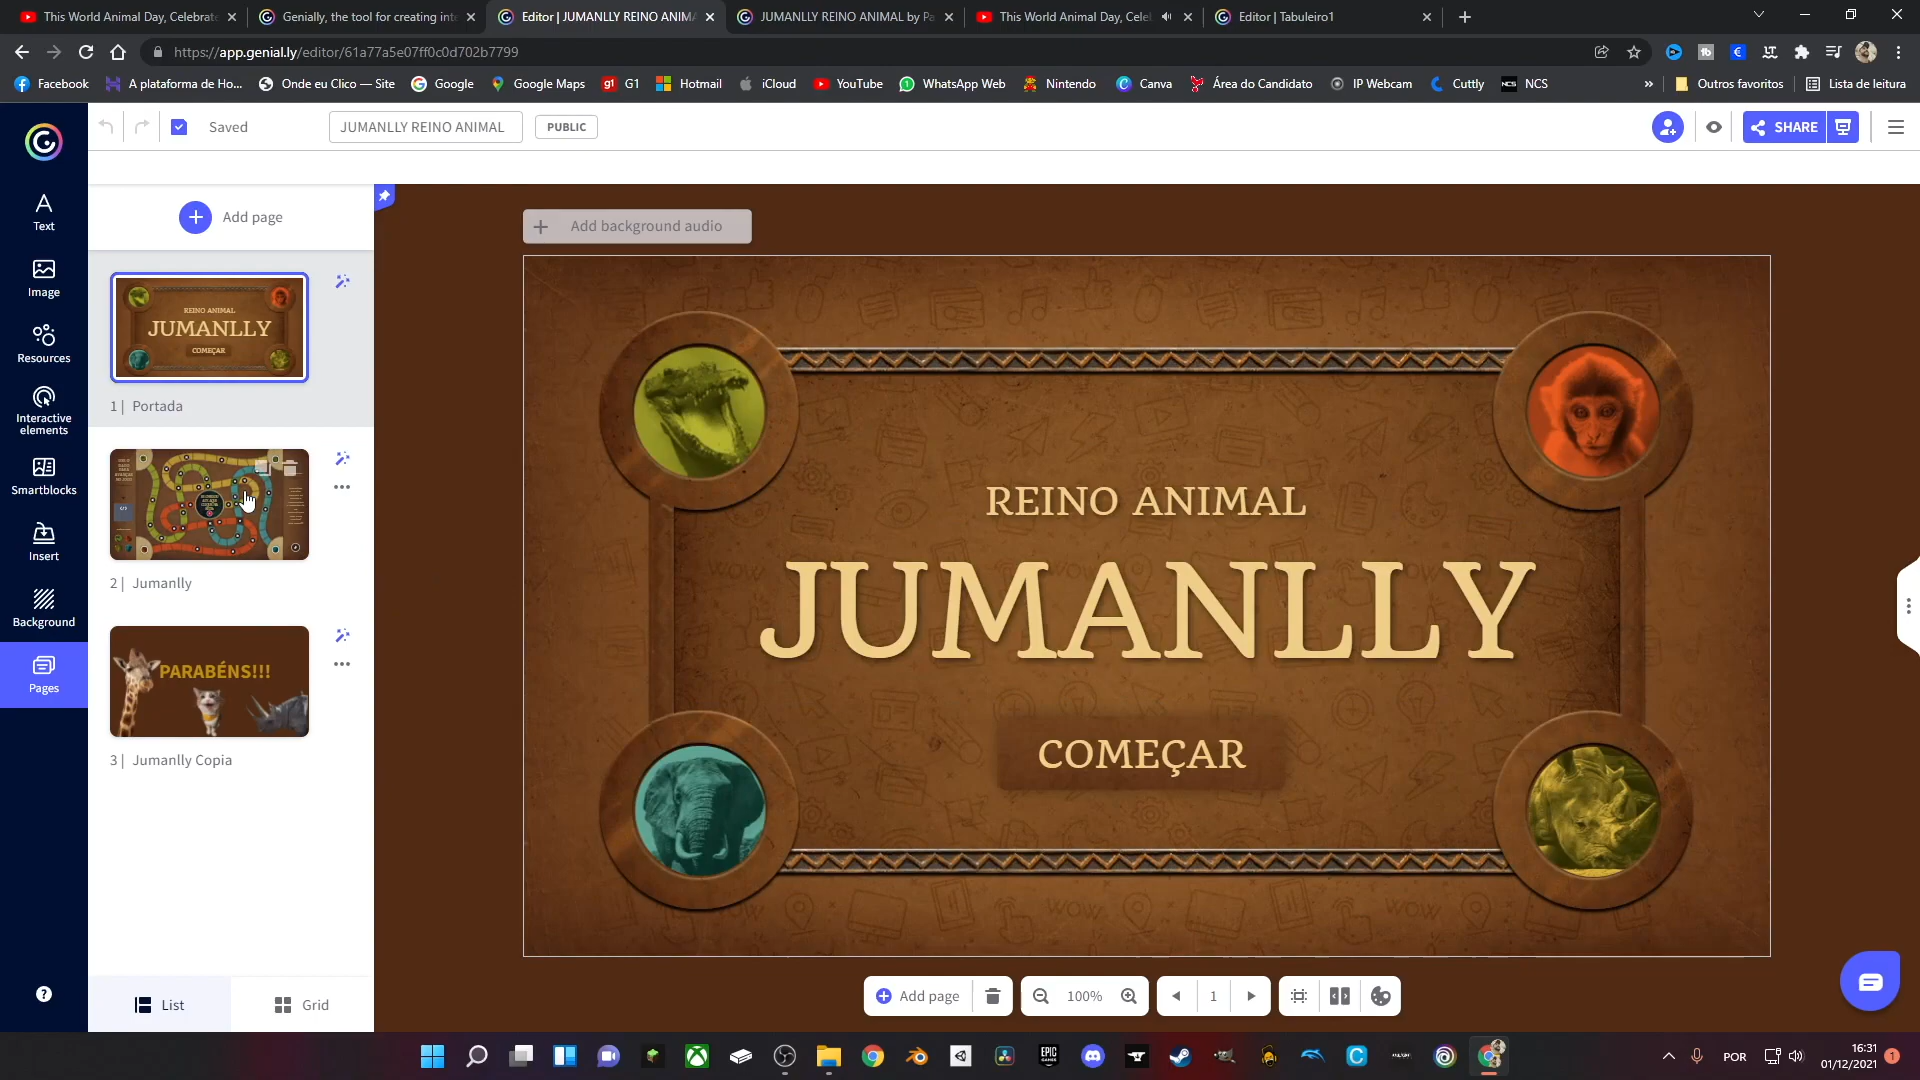 This World Animal Day, Celebrate
Genially, the tool for creating inte
Editor | JUMANLLY REINO ANIMA
JUMANLLY REINO ANIMAL by Pa
This World Animal Day, Celeb
Editor | Tabuleiro1
https://app.genial.ly/editor/61a77a5e07ff0c0d702b7799
Facebook
A plataforma de Ho...
Onde eu Clico — Site
Google
Google Maps
G1
Hotmail
iCloud
YouTube
WhatsApp Web
Nintendo
Canva
Área do Candidato
IP Webcam
Cuttly
NCS
»
Outros favoritos
Lista de leitura
Saved
JUMANLLY REINO ANIMAL
PUBLIC
SHARE
Text
Image
Resources
Interactive
elements
Smartblocks
Insert
Background
Pages
Add page
REINO ANIMAL
JUMANLLY
COMEÇAR
1 | Portada
2 | Jumanlly
PARABÉNS!!!
3 | Jumanlly Copia
List
Grid
Add background audio
REINO ANIMAL
JUMANLLY
COMEÇAR
Add page
100%
1
POR
16:31
01/12/2021
1